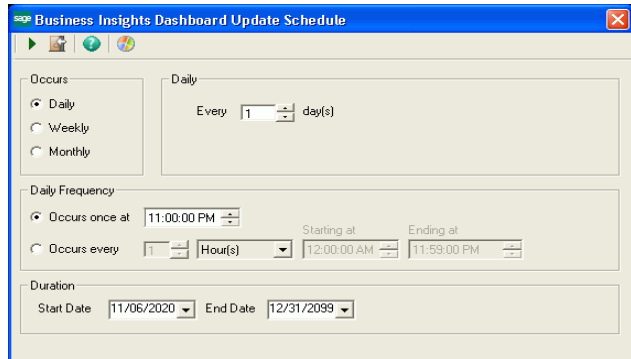 sage Business Insights Dashboard Update Schedule
Occurs
Daily
Weekly
Monthly
Daily
Every 1 day(s)
Daily Frequency
Occurs once at 11:00:00 PM
Starting at Ending at
Occurs every 1 Hour(s) 12:00:00 AM 11:59:00 PM
Duration
Start Date 11/06/2020 End Date 12/31/2099